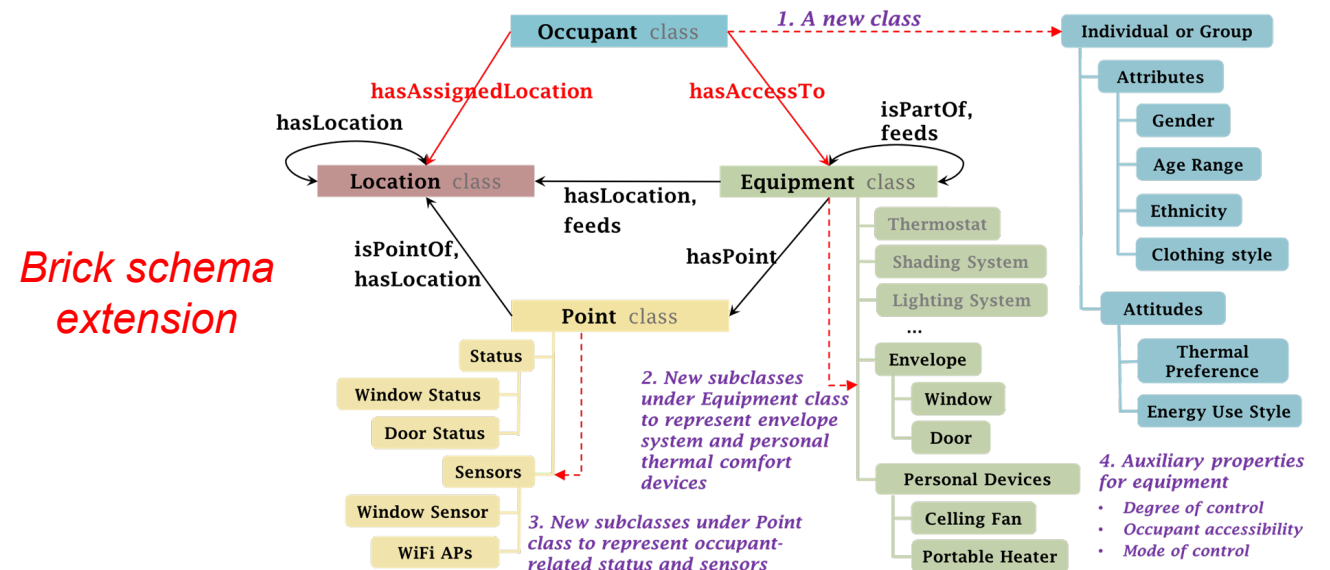 1. A new class
Occupant class
Individual or Group
Attributes
Gender
Age Range
Ethnicity
Clothing style
Attitudes
Thermal
Preference
Energy Use Style
hasAssignedLocation
hasAccessTo
hasLocation
isPartOf,
feeds
Location class
Equipment class
hasLocation,
feeds
isPointOf,
hasLocation
hasPoint
Brick schema
extension
Point class
Thermostat
Shading System
Lighting System
...
Envelope
Window
Door
Personal Devices
Celling Fan
Portable Heater
Status
Window Status
Door Status
Sensors
Window Sensor
WiFi APs
2. New subclasses
under Equipment class
to represent envelope
system and personal
thermal comfort
devices
3. New subclasses under Point
class to represent occupant-
related status and sensors
4. Auxiliary properties
for equipment
• Degree of control
• Occupant accessibility
• Mode of control